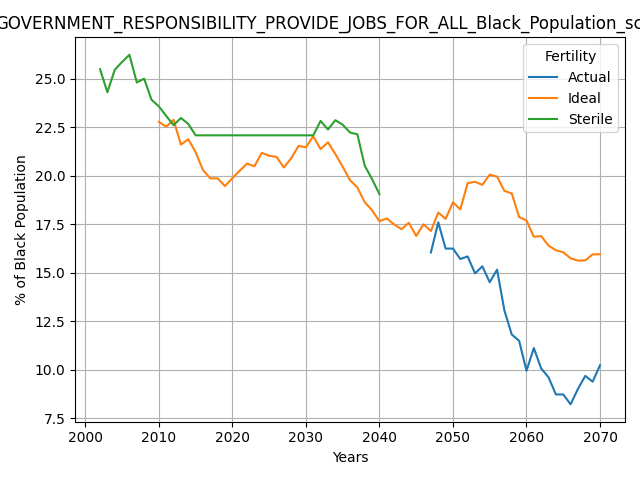 GOVERNMENT_RESPONSIBILITY_PROVIDE_JOBS_FOR_ALL_Black_Population_sc
Fertility
Actual
Ideal
Sterile
25.0
22.5
20.0
17.5
15.0
12.5
10.0
7.5
% of Black Population
2000 2010 2020 2030 2040 2050 2060 2070
Years